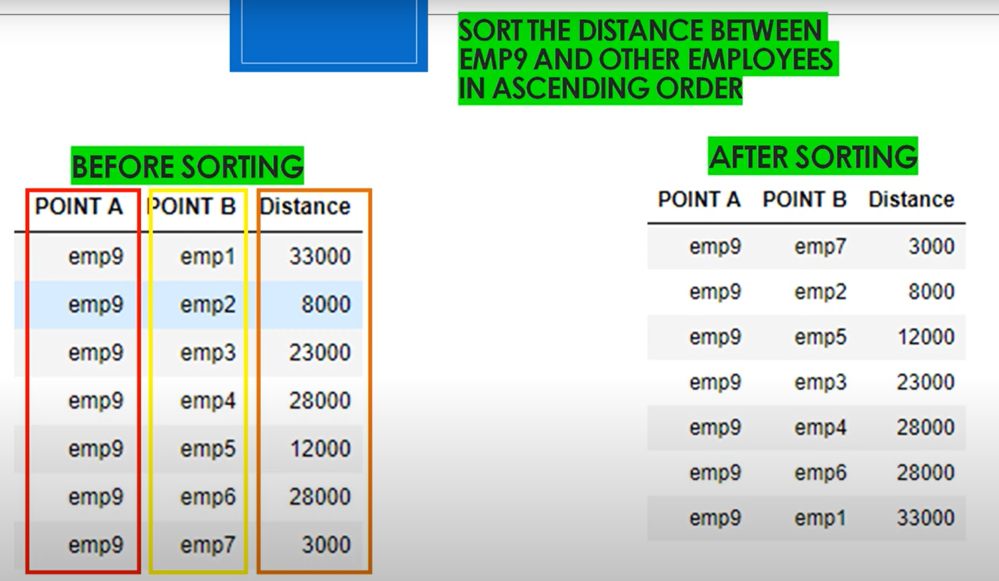 SORT THE DISTANCE BETWEEN
EMP9 AND OTHER EMPLOYEES
IN ASCENDING ORDER
BEFORE SORTING
POINT A POINT B Distance
emp9 emp1 33000
emp9 emp2 8000
emp9 emp3 23000
emp9 emp4 28000
emp9 emp5 12000
emp9 emp6 28000
emp9 emp7 3000
AFTER SORTING
POINT A POINT B Distance
emp9 emp7 3000
emp9 emp2 8000
emp9 emp5 12000
emp9 emp3 23000
emp9 emp4 28000
emp9 emp6 28000
emp9 emp1 33000